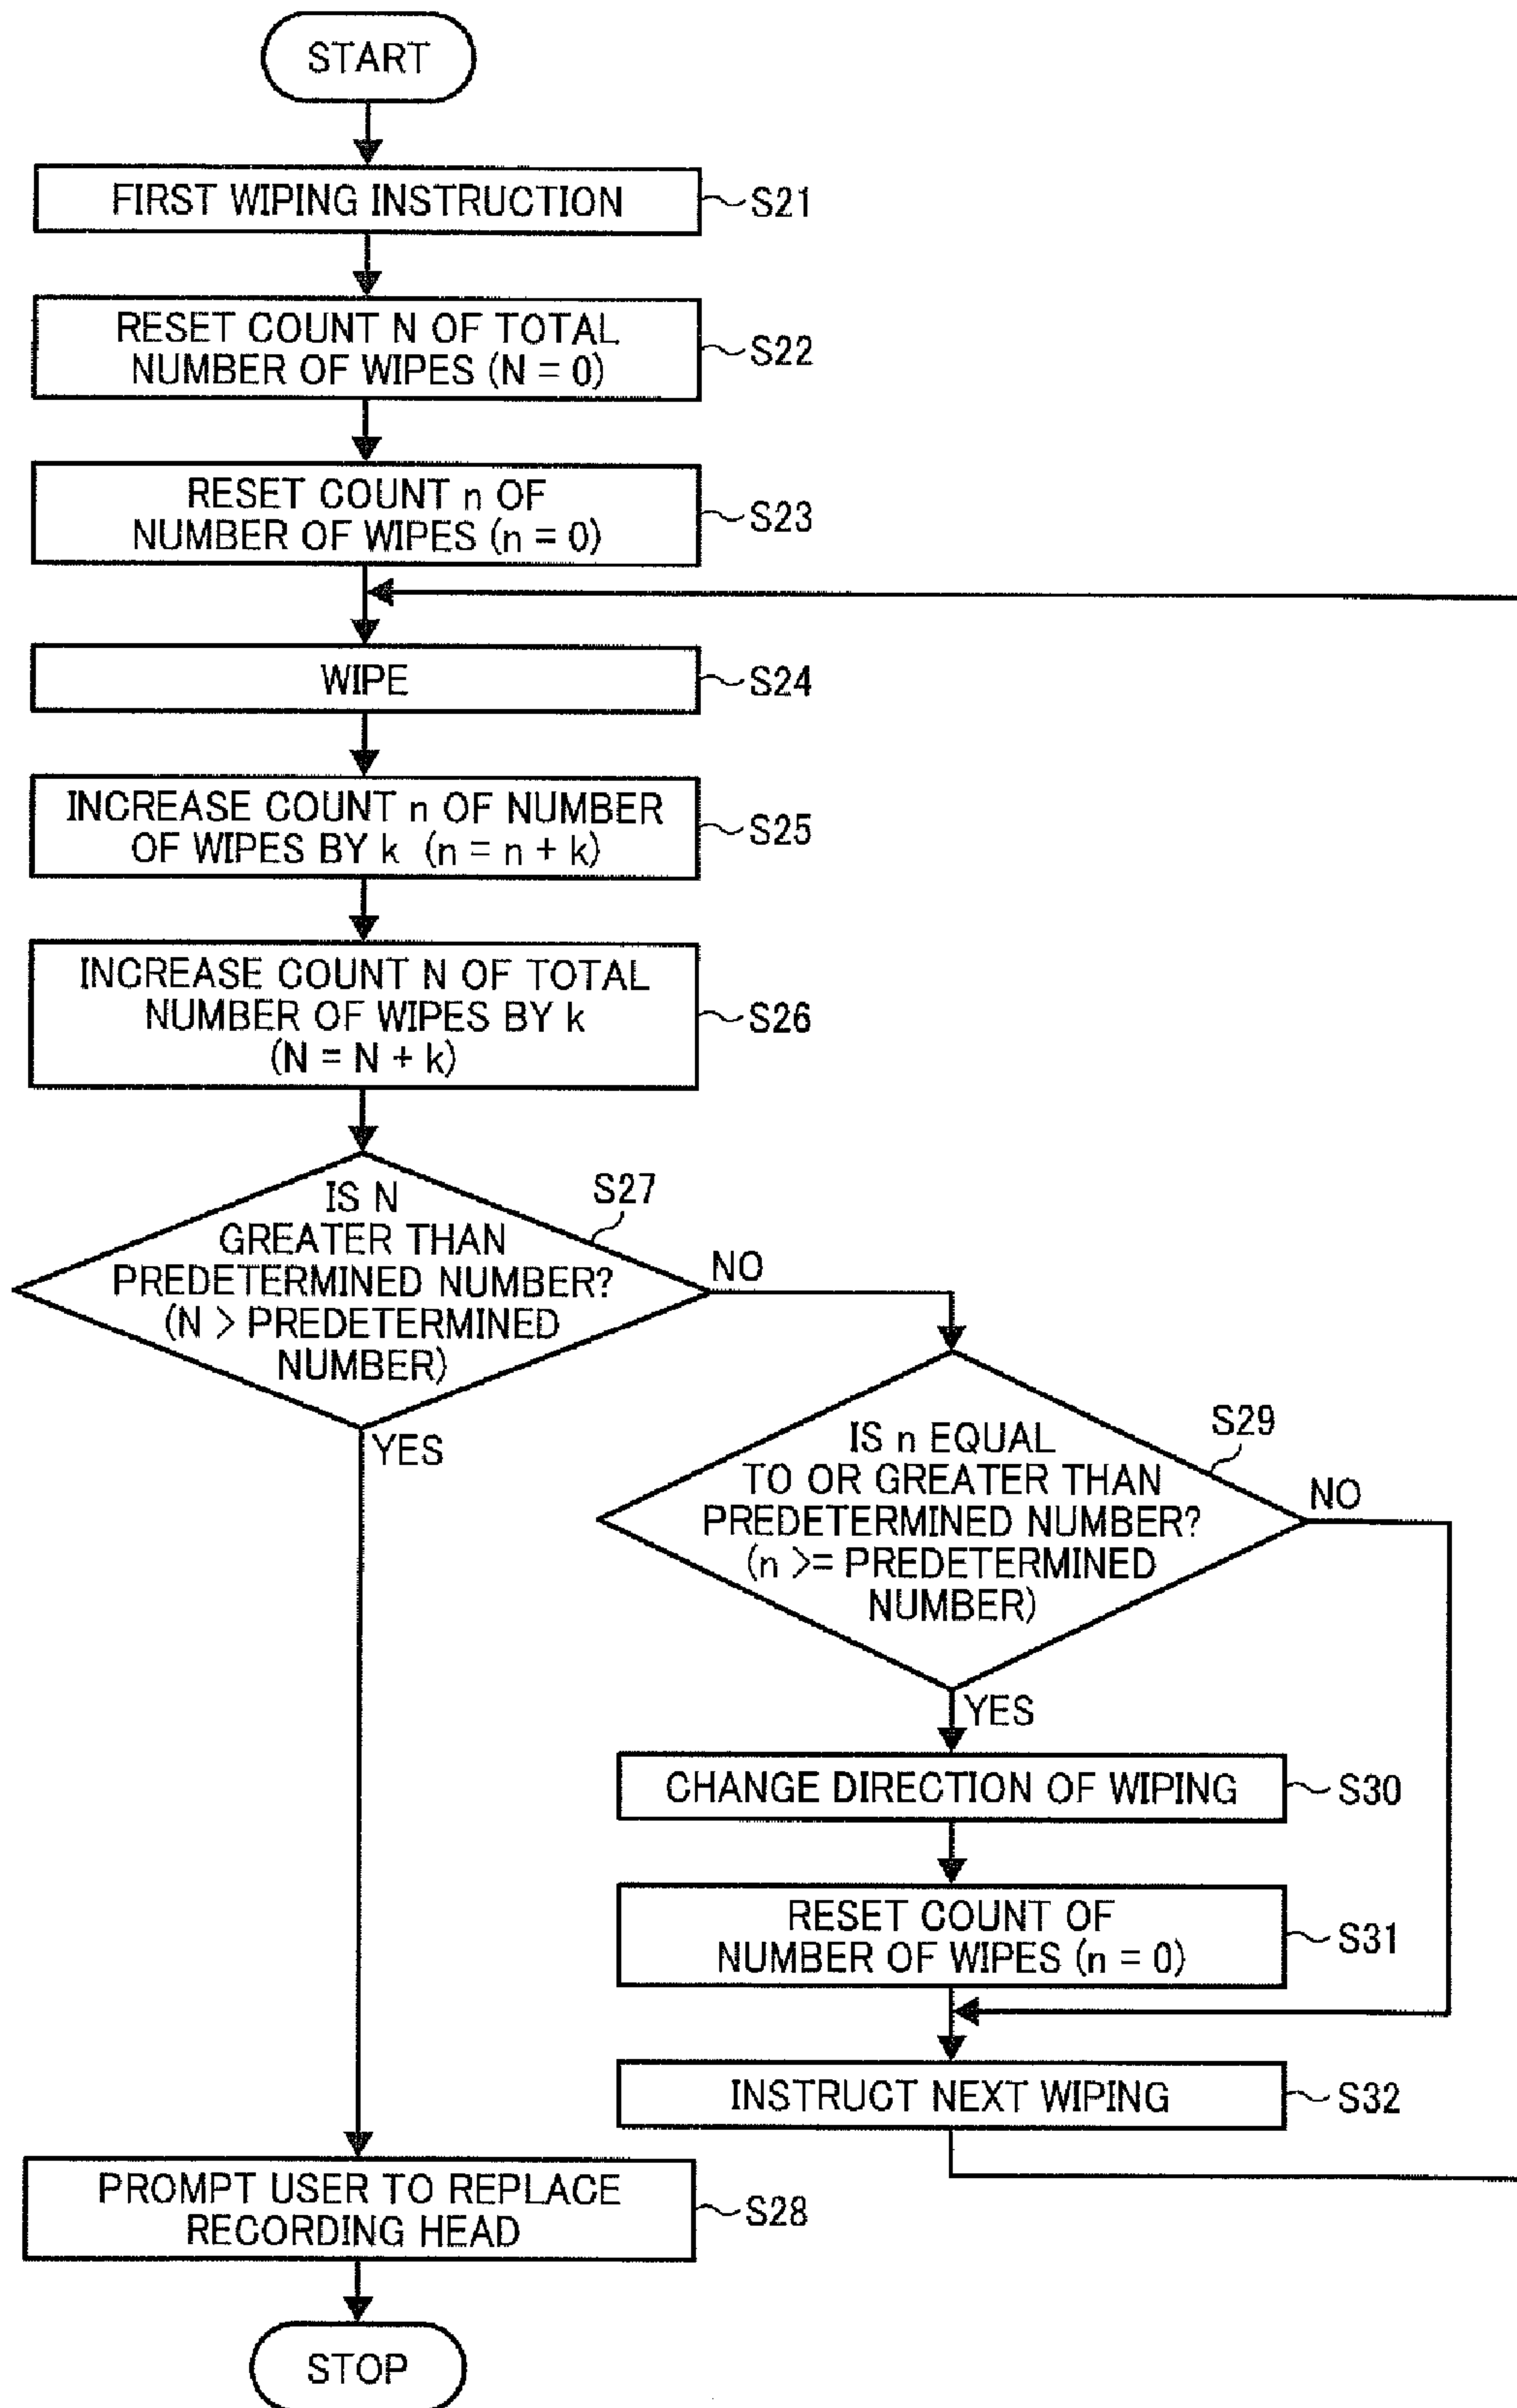 START
FIRST WIPING INSTRUCTION
S21
RESET COUNT N OF TOTAL
NUMBER OF WIPES (N = 0)
S22
RESET COUNT n OF
NUMBER OF WIPES (n = 0)
S23
WIPE
S24
INCREASE COUNT n OF NUMBER
OF WIPES BY k (n = n + k)
S25
INCREASE COUNT N OF TOTAL
NUMBER OF WIPES BY k
(N = N + k)
S26
IS N
GREATER THAN
PREDETERMINED NUMBER?
(N > PREDETERMINED
NUMBER)
S27
NO
YES
IS n EQUAL
TO OR GREATER THAN
PREDETERMINED NUMBER?
(n >= PREDETERMINED
NUMBER)
S29
NO
YES
CHANGE DIRECTION OF WIPING
S30
RESET COUNT OF
NUMBER OF WIPES (n = 0)
S31
INSTRUCT NEXT WIPING
S32
PROMPT USER TO REPLACE
RECORDING HEAD
S28
STOP